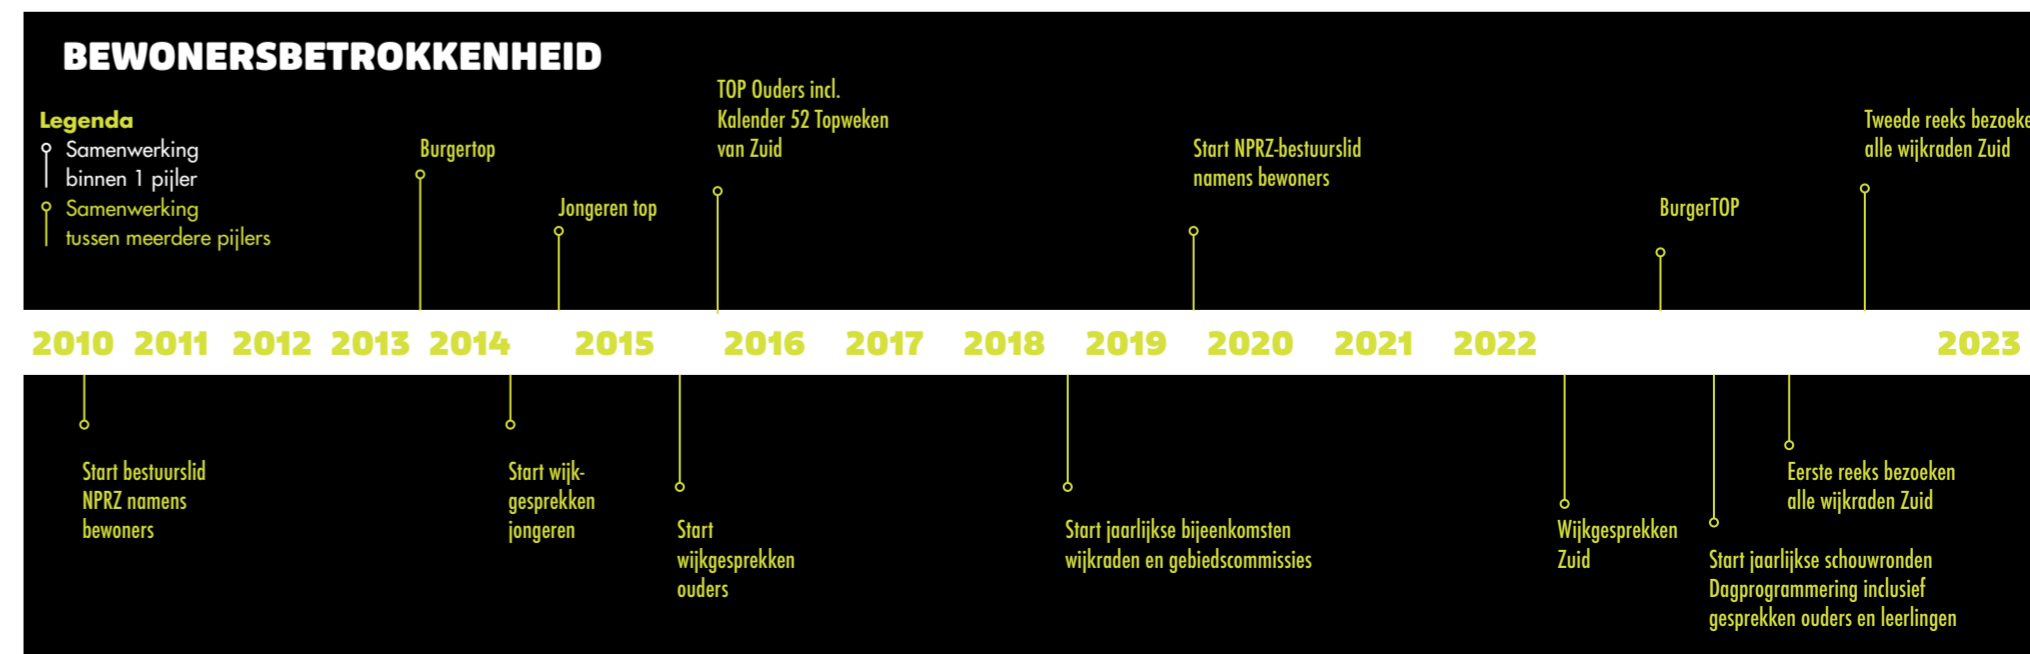 BEWONERSBETROKKENHEID
Legenda
Samenwerking
binnen 1 pijler
Samenwerking
tussen meerdere pijlers
Burgertop
Jongeren top
TOP Ouders incl.
Kalender 52 Topweken
van Zuid
Start NPRZ-bestuurslid
namens bewoners
BurgerTOP
Tweede reeks bezoeke
alle wijkraden Zuid
2010 2011 2012 2013 2014 2015 2016 2017 2018 2019 2020 2021 2022 2023
Start bestuurslid
NPRZ namens
bewoners
Start wijk-
gesprekken
jongeren
Start
wijkgesprekken
ouders
Start jaarlijkse bijeenkomsten
wijkraden en gebiedscommissies
Wijkgesprekken
Zuid
Start jaarlijkse schouwronden
Dagprogrammering inclusief
gesprekken ouders en leerlingen
Eerste reeks bezoeken
alle wijkraden Zuid